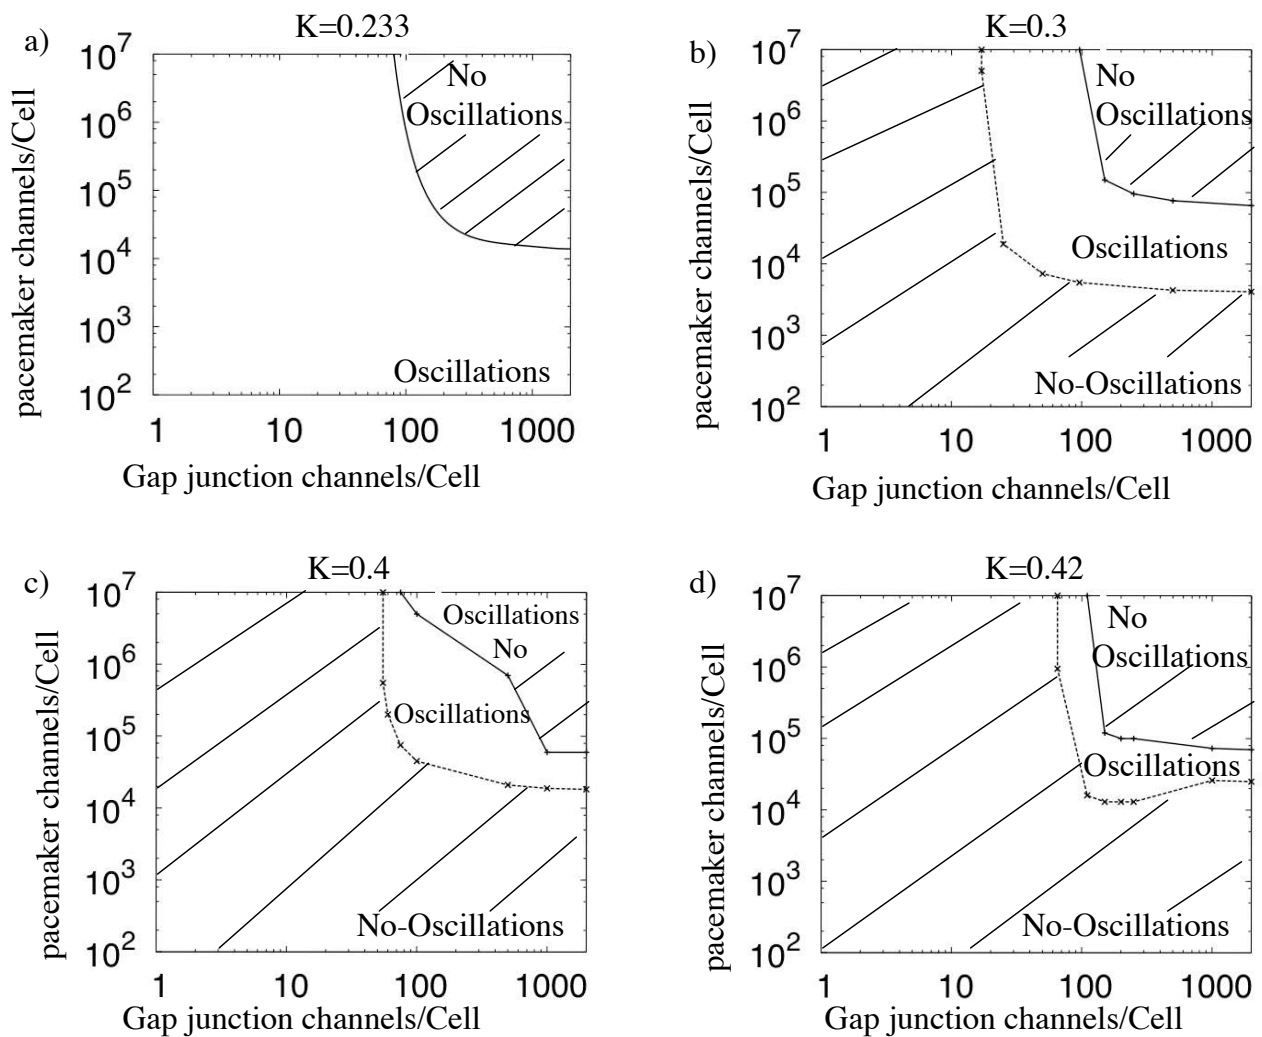 a)
K=0.233
pacemaker channels/Cell
10^7
10^6
10^5
10^4
10^3
10^2
No
Oscillations
Oscillations
1 10 100 1000
Gap junction channels/Cell
b)
K=0.3
pacemaker channels/Cell
10^7
10^6
10^5
10^4
10^3
10^2
No
Oscillations
Oscillations
No-Oscillations
1 10 100 1000
Gap junction channels/Cell
c)
K=0.4
pacemaker channels/Cell
10^7
10^6
10^5
10^4
10^3
10^2
Oscillations
No
Oscillations
No-Oscillations
1 10 100 1000
Gap junction channels/Cell
d)
K=0.42
pacemaker channels/Cell
10^7
10^6
10^5
10^4
10^3
10^2
No
Oscillations
Oscillations
No-Oscillations
1 10 100 1000
Gap junction channels/Cell